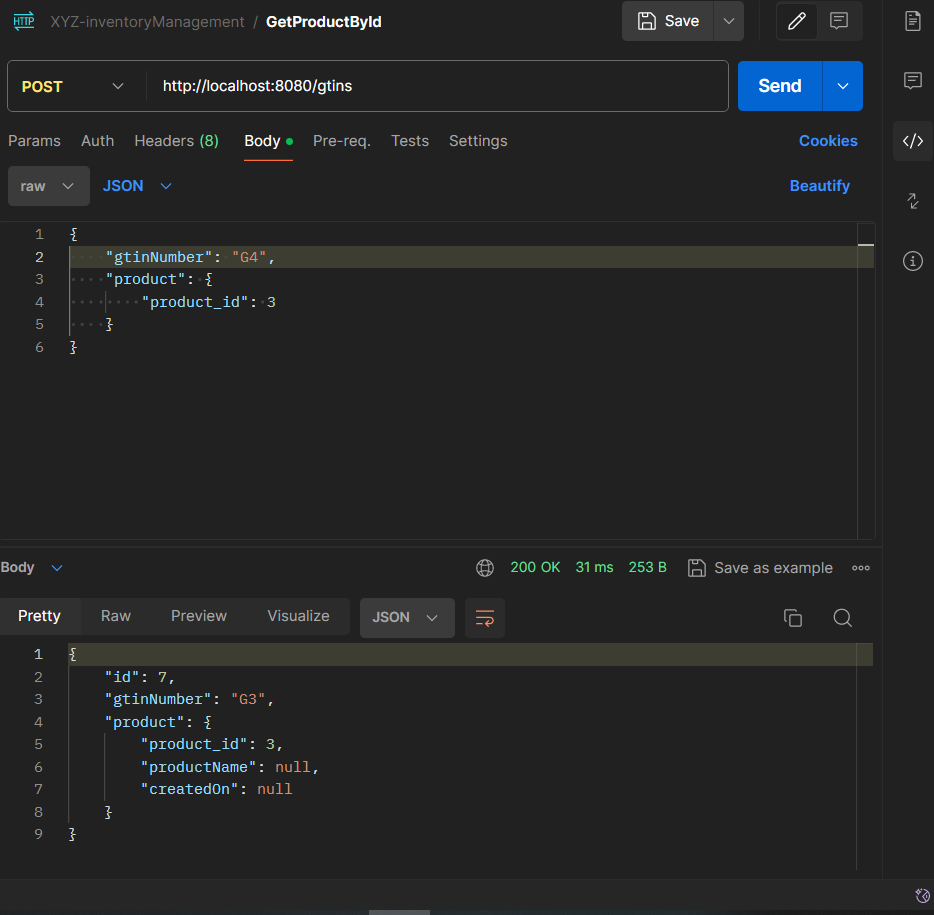 HTTP XYZ-inventoryManagement / GetProductById Save
POST http://localhost:8080/gtins Send
Params Auth Headers (8) Body Pre-req. Tests Settings Cookies
raw JSON Beautify
1 {
2 "gtinNumber": "G4",
3 "product": {
4 "product_id": 3
5 }
6 }
Body 200 OK 31 ms 253 B Save as example
Pretty Raw Preview Visualize JSON
1 {
2 "id": 7,
3 "gtinNumber": "G3",
4 "product": {
5 "product_id": 3,
6 "productName": null,
7 "createdOn": null
8 }
9 }